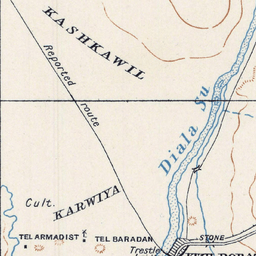 KASHKAWIL
Reported route
Diala Su
Cult.
KARWIYA
TEL ARMADIST
TEL BARADAN
STONE
Trestle